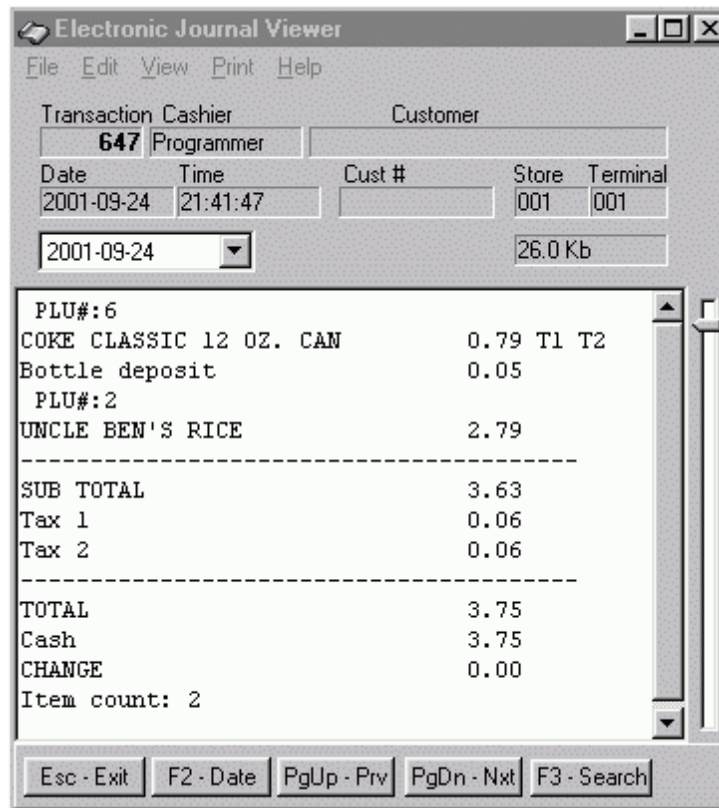 Electronic Journal Viewer
File Edit View Print Help
Transaction Cashier Customer
647 Programmer
Date Time Cust # Store Terminal
2001-09-24 21:41:47 001 001
2001-09-24 26.0 Kb
PLU#:6
COKE CLASSIC 12 OZ. CAN 0.79 T1 T2
Bottle deposit 0.05
PLU#:2
UNCLE BEN'S RICE 2.79
------------------------------------------
SUB TOTAL 3.63
Tax 1 0.06
Tax 2 0.06
------------------------------------------
TOTAL 3.75
Cash 3.75
CHANGE 0.00
Item count: 2
Esc - Exit F2 - Date PgUp - Prv PgDn - Nxt F3 - Search